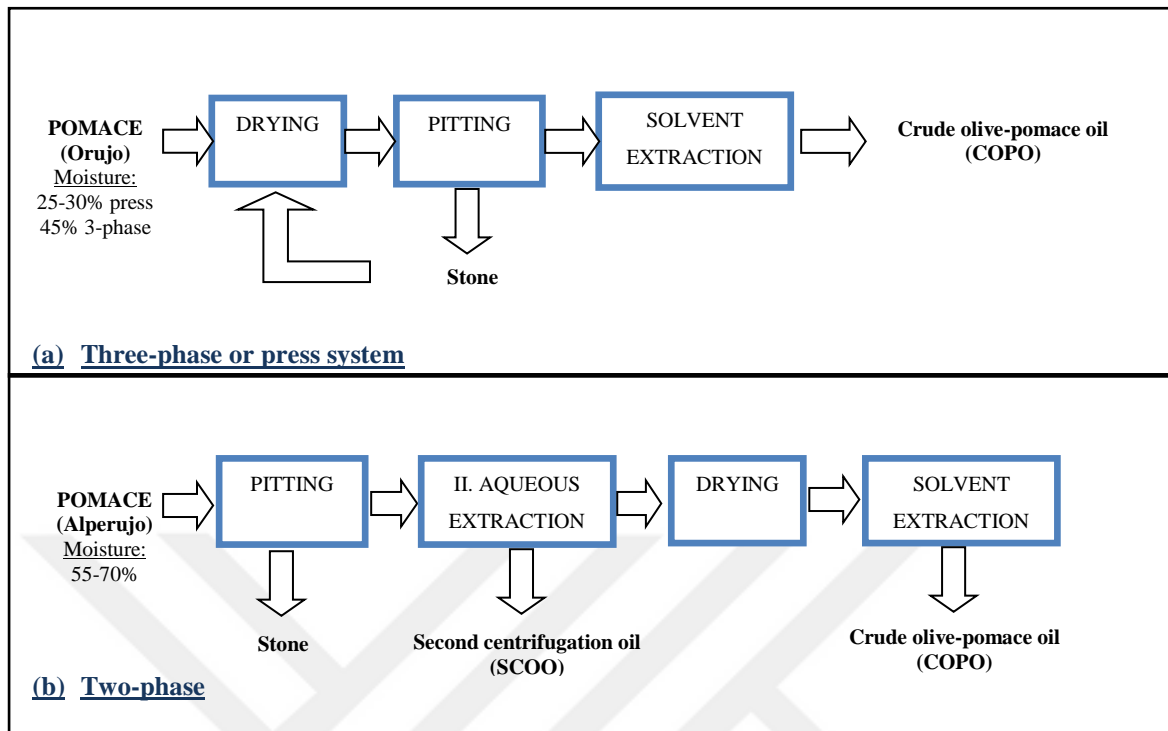 POMACE
(Orujo)
Moisture:
25-30% press
45% 3-phase
DRYING
PITTING
SOLVENT
EXTRACTION
Crude olive-pomace oil
(COPO)
Stone
(a) Three-phase or press system
POMACE
(Alperujo)
Moisture:
55-70%
PITTING
II. AQUEOUS
EXTRACTION
DRYING
SOLVENT
EXTRACTION
Stone
Second centrifugation oil
(SCOO)
Crude olive-pomace oil
(COPO)
(b) Two-phase